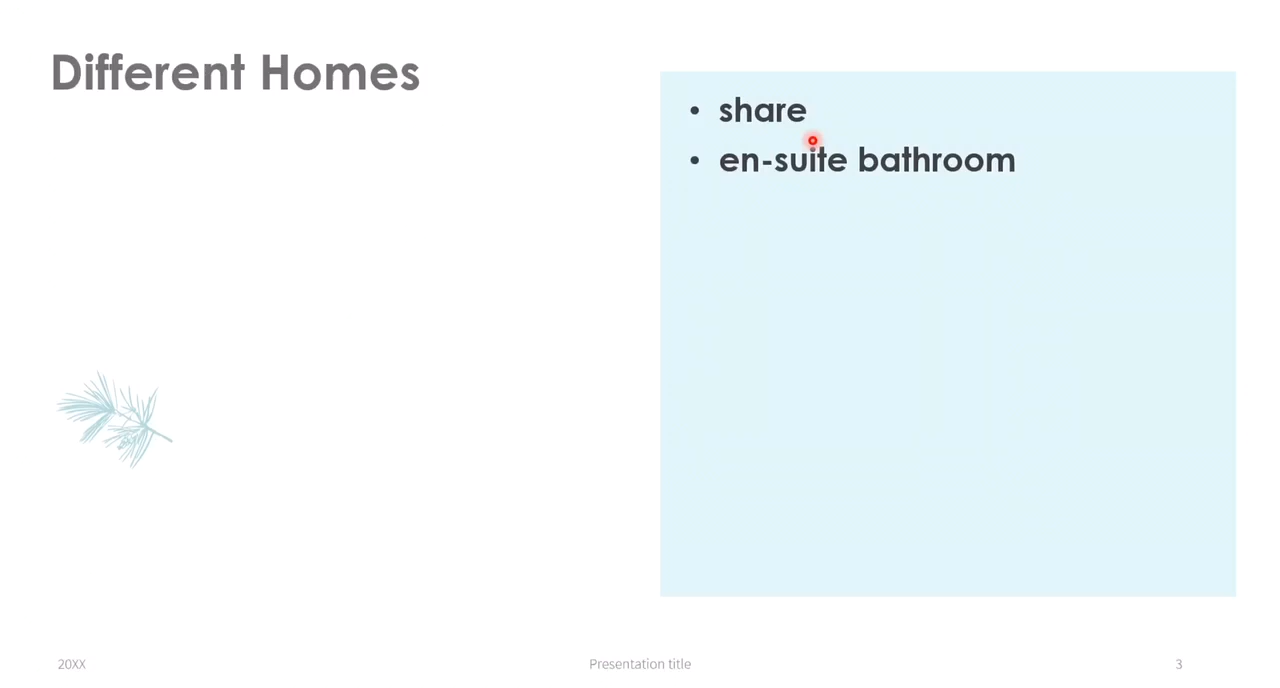 Different Homes
• share
• en-suite bathroom
20XX
Presentation title
3